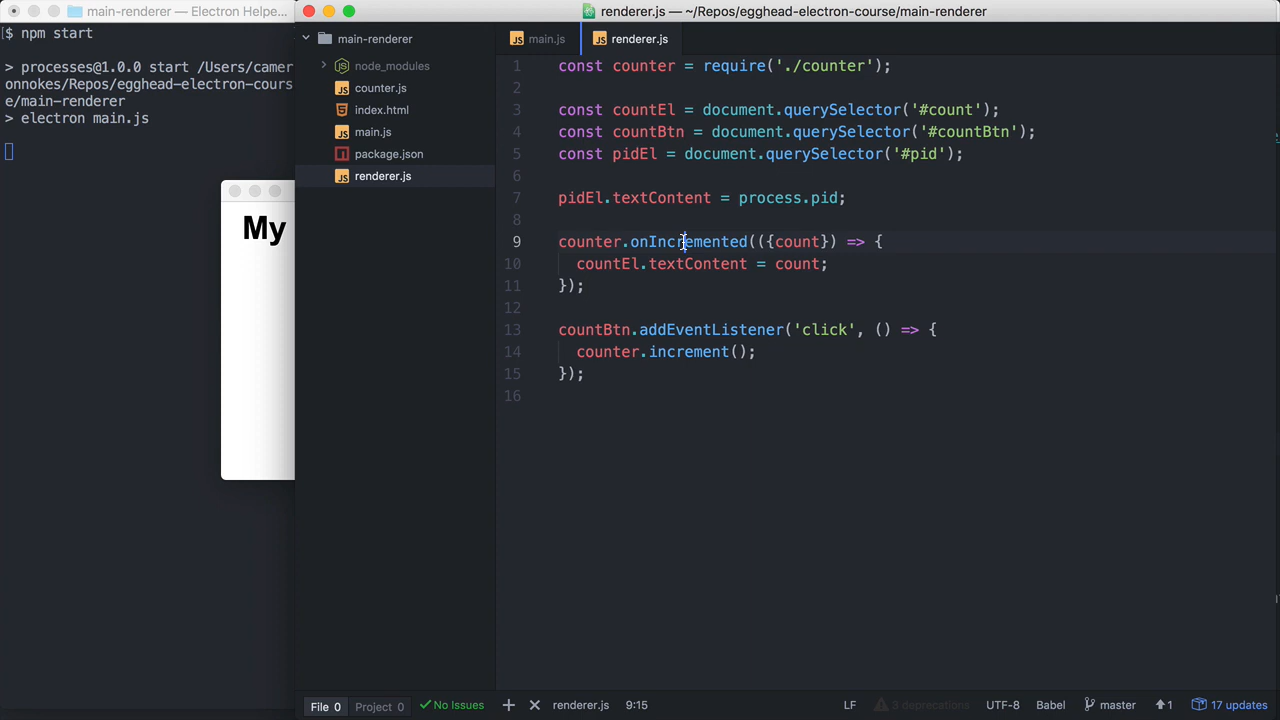 main-renderer — Electron Helpe...
$ npm start
> processes@1.0.0 start /Users/camer
onnokes/Repos/egghead-electron-cours
e/main-renderer
> electron main.js
My
renderer.js — ~/Repos/egghead-electron-course/main-renderer
main-renderer
node_modules
counter.js
index.html
main.js
package.json
renderer.js
main.js
renderer.js
1 const counter = require('./counter');
2
3 const countEl = document.querySelector('#count');
4 const countBtn = document.querySelector('#countBtn');
5 const pidEl = document.querySelector('#pid');
6
7 pidEl.textContent = process.pid;
8
9 counter.onIncremented(({count}) => {
10 countEl.textContent = count;
11 });
12
13 countBtn.addEventListener('click', () => {
14 counter.increment();
15 });
16
File 0 Project 0 No Issues renderer.js 9:15 LF 3 deprecations UTF-8 Babel master 1 17 updates